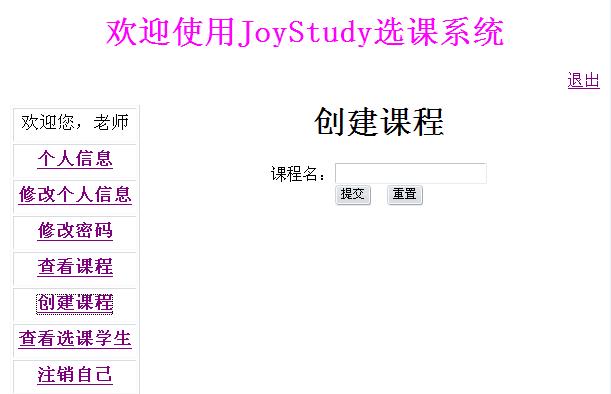 欢迎使用JoyStudy选课系统
退出
欢迎您，老师
个人信息
修改个人信息
修改密码
查看课程
创建课程
查看选课学生
注销自己
创建课程
课程名：
提交 重置